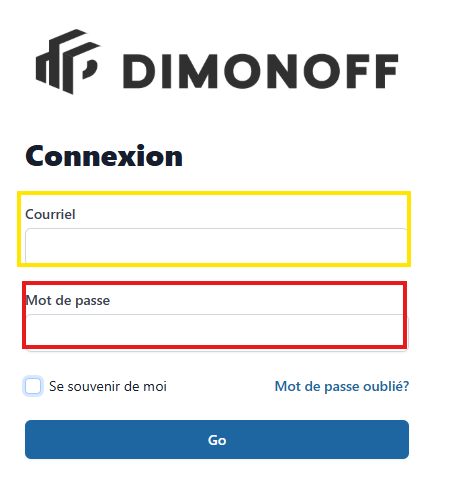 DIMONOFF
Connexion
Courriel
Mot de passe
Se souvenir de moi
Mot de passe oublié?
Go